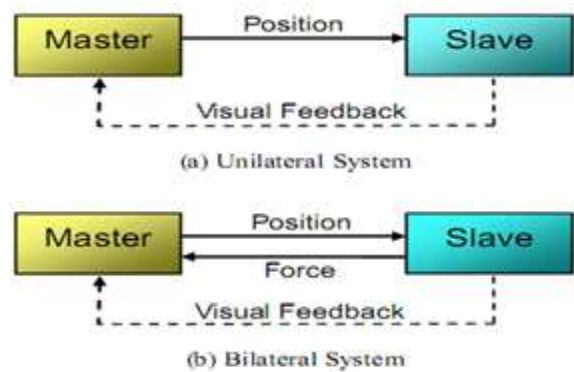 Position
Master
Slave
Visual Feedback
(a) Unilateral System
Position
Master
Slave
Force
Visual Feedback
(b) Bilateral System